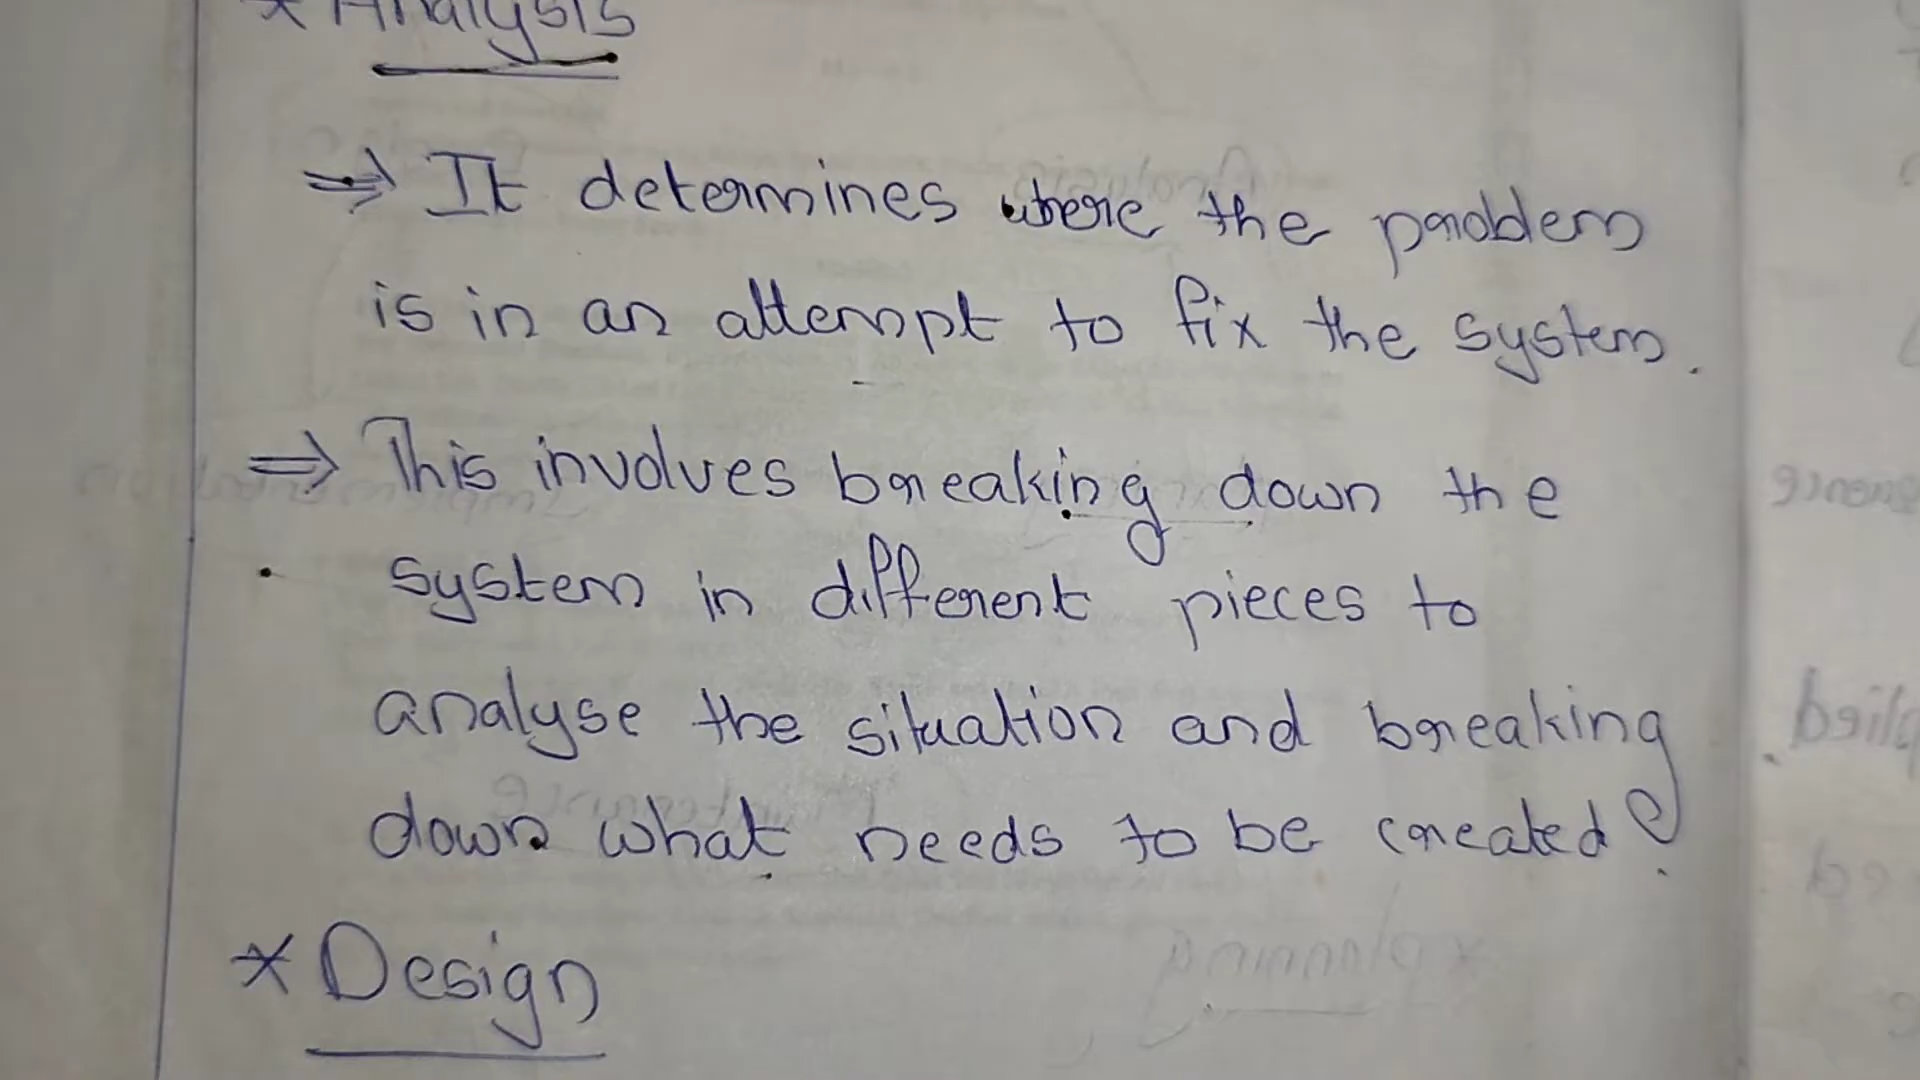 * Analysis
⇒ It determines where the problem
is in an attempt to fix the system.
⇒ This involves breaking down the
system in different pieces to
analyse the situation and breaking
down what needs to be created.
* Design